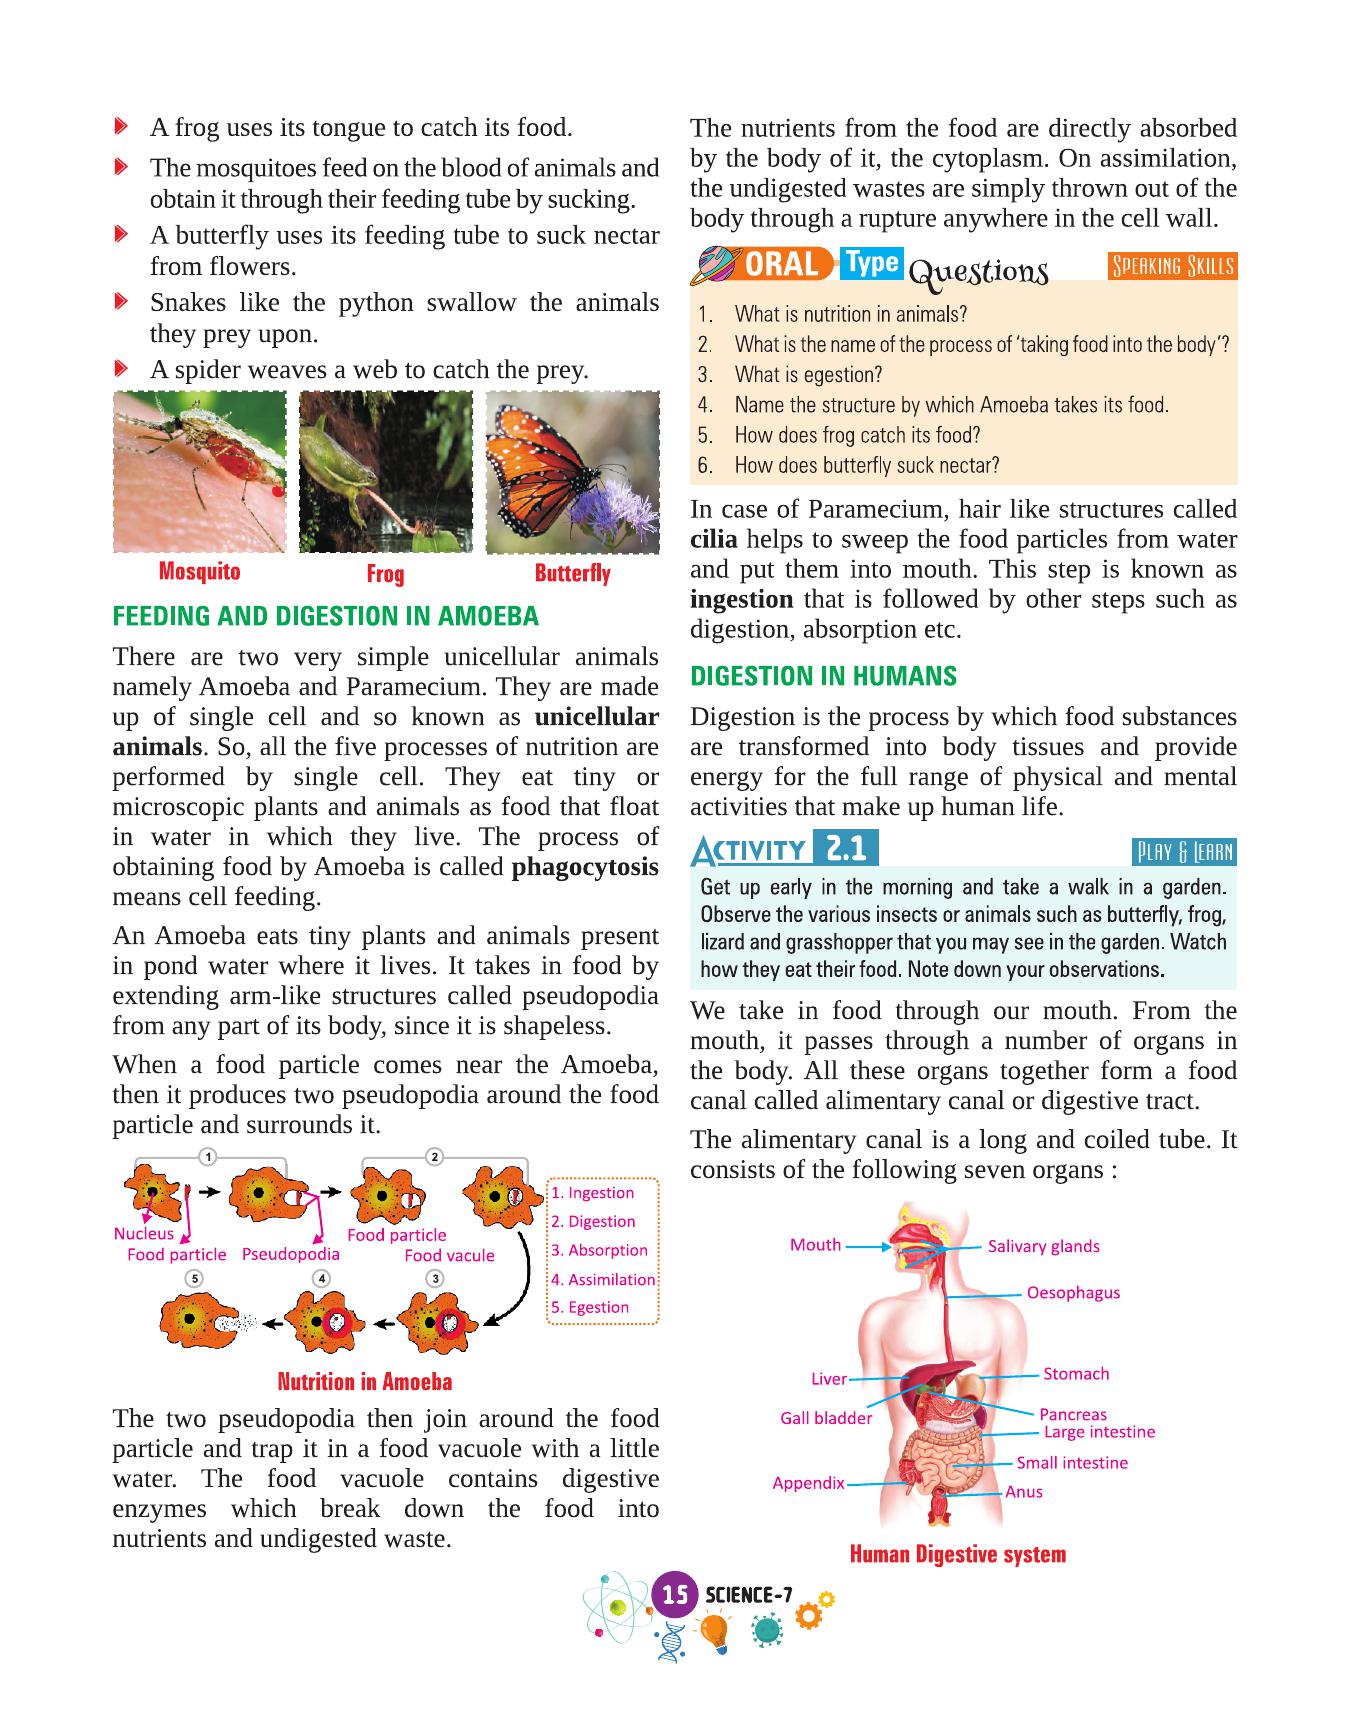 A frog uses its tongue to catch its food.
The mosquitoes feed on the blood of animals and
obtain it through their feeding tube by sucking.
A butterfly uses its feeding tube to suck nectar
from flowers.
Snakes like the python swallow the animals
they prey upon.
A spider weaves a web to catch the prey.
Mosquito
Frog
Butterfly
FEEDING AND DIGESTION IN AMOEBA
There are two very simple unicellular animals
namely Amoeba and Paramecium. They are made
up of single cell and so known as unicellular
animals. So, all the five processes of nutrition are
performed by single cell. They eat tiny or
microscopic plants and animals as food that float
in water in which they live. The process of
obtaining food by Amoeba is called phagocytosis
means cell feeding.
An Amoeba eats tiny plants and animals present
in pond water where it lives. It takes in food by
extending arm-like structures called pseudopodia
from any part of its body, since it is shapeless.
When a food particle comes near the Amoeba,
then it produces two pseudopodia around the food
particle and surrounds it.
1
2
Nucleus
Food particle
Pseudopodia
Food particle
Food vacule
5
4
3
1. Ingestion
2. Digestion
3. Absorption
4. Assimilation
5. Egestion
Nutrition in Amoeba
The two pseudopodia then join around the food
particle and trap it in a food vacuole with a little
water. The food vacuole contains digestive
enzymes which break down the food into
nutrients and undigested waste.
The nutrients from the food are directly absorbed
by the body of it, the cytoplasm. On assimilation,
the undigested wastes are simply thrown out of the
body through a rupture anywhere in the cell wall.
ORAL Type Questions SPEAKING SKILLS
1. What is nutrition in animals?
2. What is the name of the process of ‘taking food into the body’?
3. What is egestion?
4. Name the structure by which Amoeba takes its food.
5. How does frog catch its food?
6. How does butterfly suck nectar?
In case of Paramecium, hair like structures called
cilia helps to sweep the food particles from water
and put them into mouth. This step is known as
ingestion that is followed by other steps such as
digestion, absorption etc.
DIGESTION IN HUMANS
Digestion is the process by which food substances
are transformed into body tissues and provide
energy for the full range of physical and mental
activities that make up human life.
ACTIVITY 2.1 PLAY & LEARN
Get up early in the morning and take a walk in a garden.
Observe the various insects or animals such as butterfly, frog,
lizard and grasshopper that you may see in the garden. Watch
how they eat their food. Note down your observations.
We take in food through our mouth. From the
mouth, it passes through a number of organs in
the body. All these organs together form a food
canal called alimentary canal or digestive tract.
The alimentary canal is a long and coiled tube. It
consists of the following seven organs :
Mouth
Salivary glands
Oesophagus
Liver
Stomach
Gall bladder
Pancreas
Large intestine
Small intestine
Appendix
Anus
Human Digestive system
15 SCIENCE-7